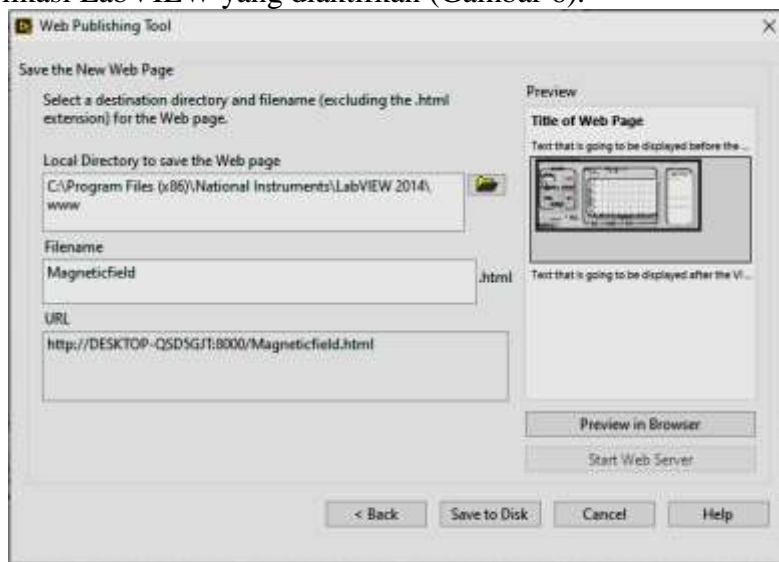 LabVIEW yang diaktifkan (Gambar 6).
Web Publishing Tool
Save the New Web Page
Select a destination directory and filename (excluding the .html
extension) for the Web page.
Local Directory to save the Web page
C:\Program Files (x86)\National Instruments\LabVIEW 2014\
www
Filename
Magneticfield
.html
URL
http://DESKTOP-QSD5GJT:8000/Magneticfield.html
Preview
Title of Web Page
Text that is going to be displayed before the ...
Text that is going to be displayed after the VI...
Preview in Browser
Start Web Server
< Back
Save to Disk
Cancel
Help